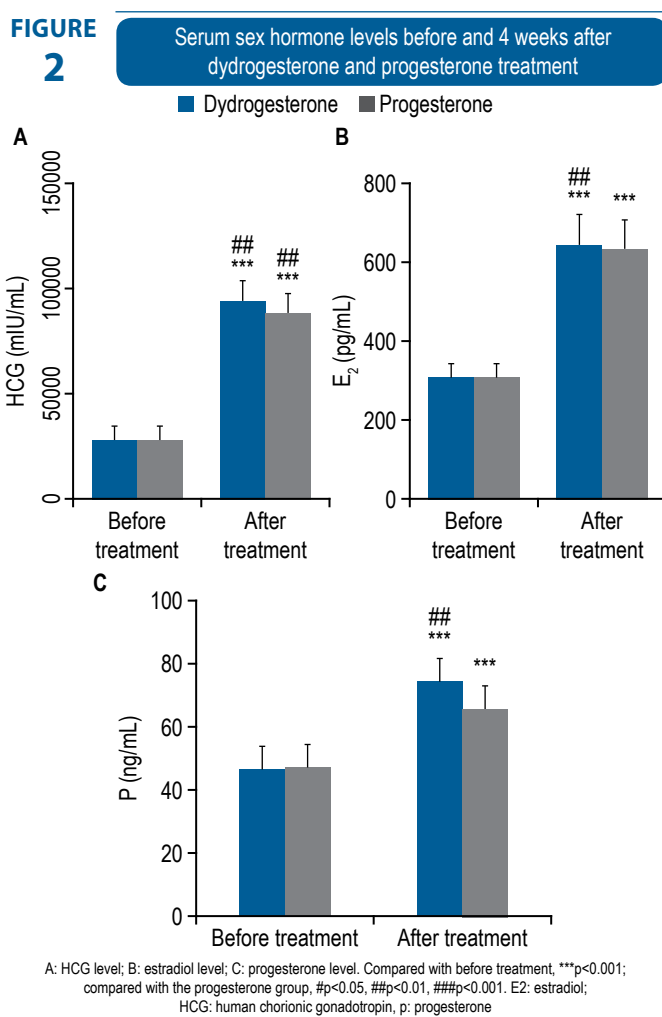 FIGURE
2
Serum sex hormone levels before and 4 weeks after
dydrogesterone and progesterone treatment
Dydrogesterone Progesterone
A
HCG (mIU/mL)
150000
100000
50000
0
##
***
##
***
Before
treatment
After
treatment
B
E₂ (pg/mL)
800
600
400
200
0
##
***
***
Before
treatment
After
treatment
C
P (ng/mL)
100
80
60
40
20
0
##
***
***
Before treatment
After treatment
A: HCG level; B: estradiol level; C: progesterone level. Compared with before treatment, ***p<0.001;
compared with the progesterone group, #p<0.05, ##p<0.01, ###p<0.001. E2: estradiol;
HCG: human chorionic gonadotropin, p: progesterone